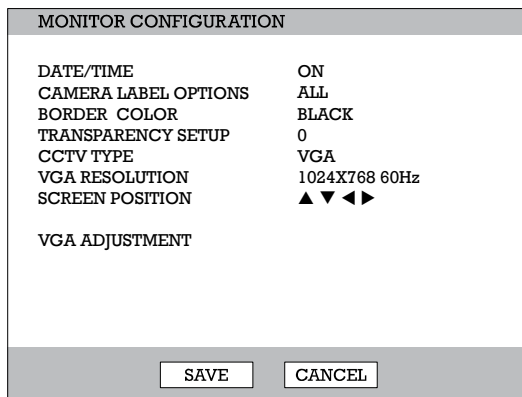 MONITOR CONFIGURATION
DATE/TIME ON
CAMERA LABEL OPTIONS ALL
BORDER COLOR BLACK
TRANSPARENCY SETUP 0
CCTV TYPE VGA
VGA RESOLUTION 1024X768 60Hz
SCREEN POSITION ▲ ▼ ◀ ▶
VGA ADJUSTMENT
SAVE CANCEL